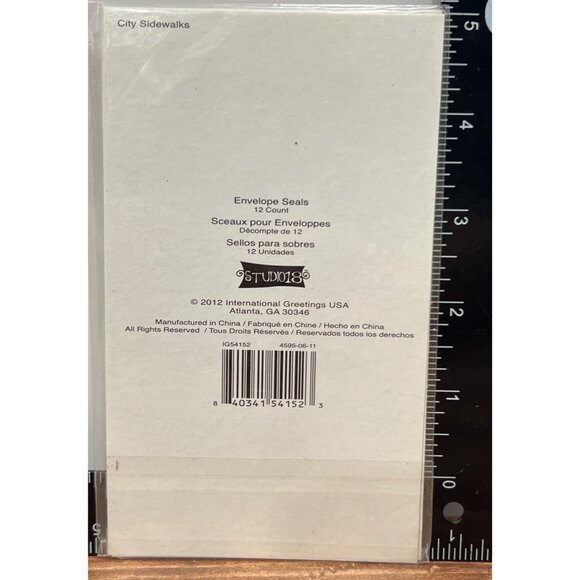 City Sidewalks
Envelope Seals
12 Count
Sceaux pour Enveloppes
Décompte de 12
Sellos para sobres
12 Unidades
STUDIO18
© 2012 International Greetings USA
Atlanta, GA 30346
Manufactured in China / Fabriqué en Chine / Hecho en China
All Rights Reserved / Tous Droits Réservés / Reservados todos los derechos
IG54152 4595-06-11
8 40341 54152 3
5
4
3
2
1
0
1